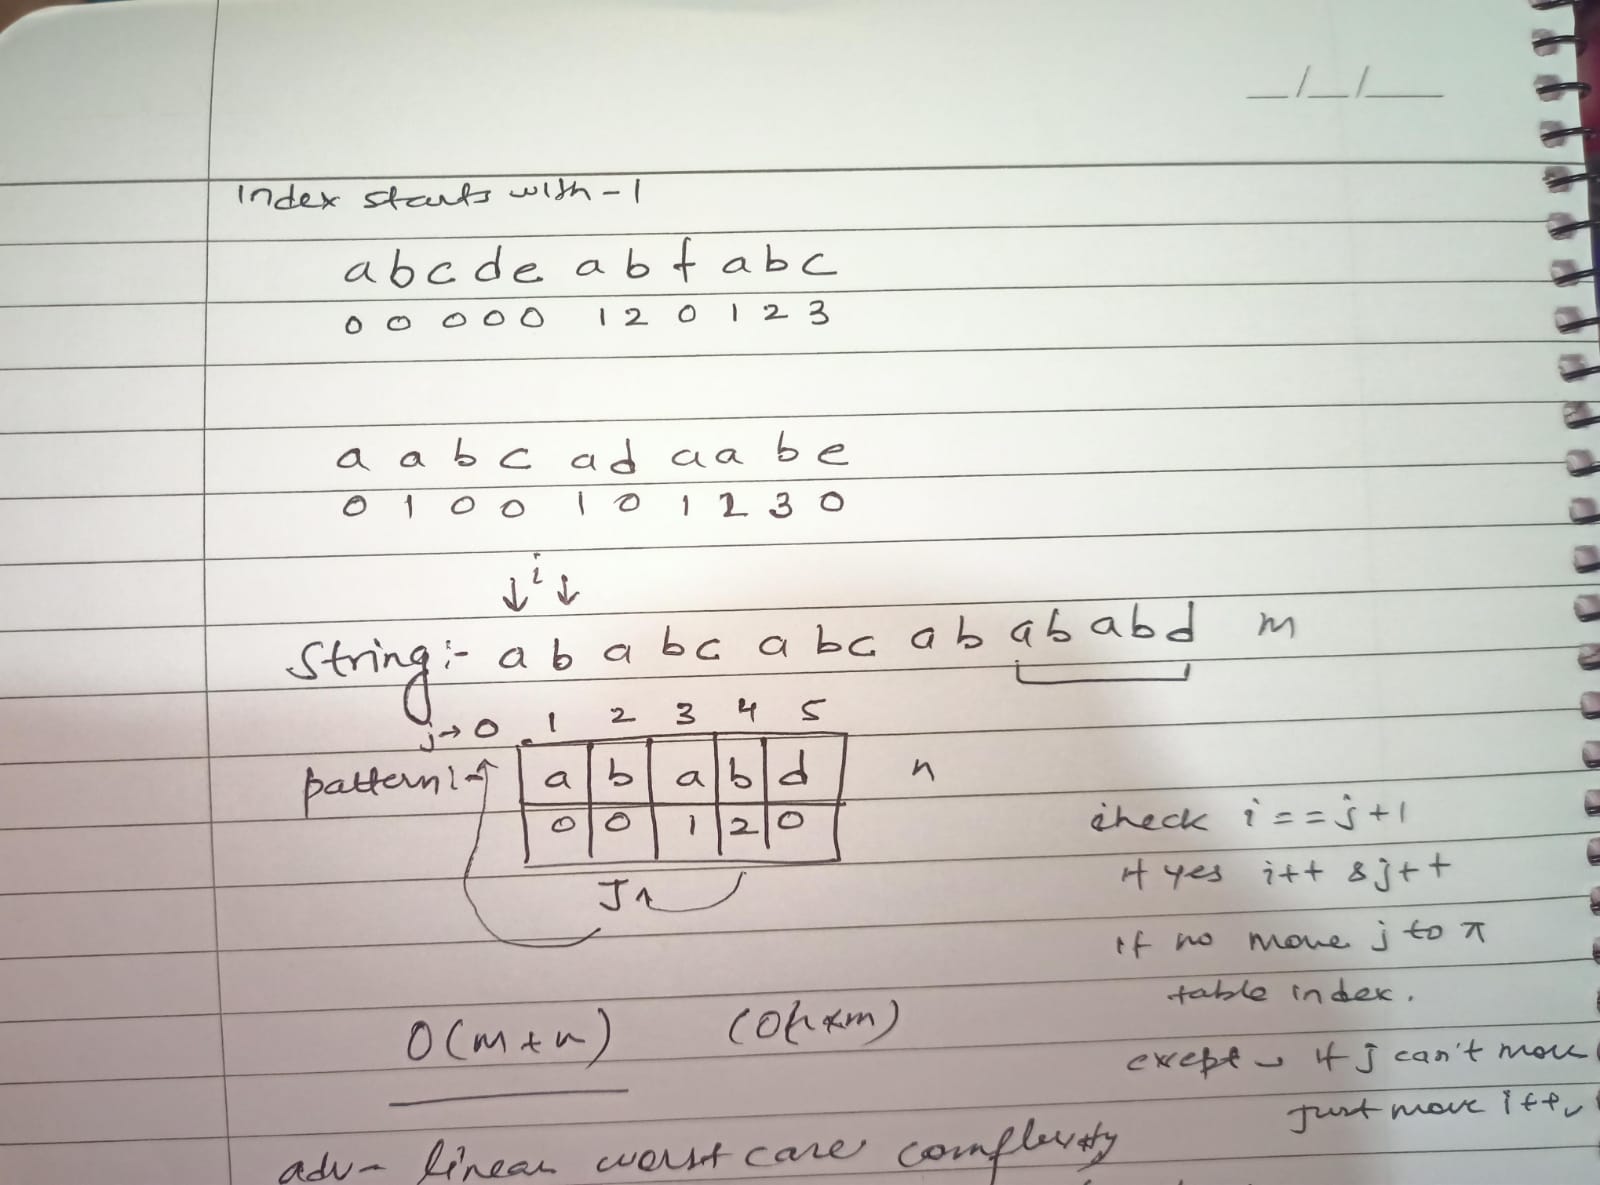 __/__/____
Index starts with - 1
a b c d e a b f a b c
0 0 0 0 0 1 2 0 1 2 3
a a b c a d a a b e
0 1 0 0 1 0 1 2 3 0
↓ i ↓
String :- a b a b c a b c a b a b a b d m
j → 0 1 2 3 4 5
pattern :- a b a b d n
0 0 1 2 0
J
check i == j+1
if yes i++ & j++
if no move j to π
table index.
O(m+n) (O(n*m)
except → if j can't move
just move i++
adv - linear worst case complexity